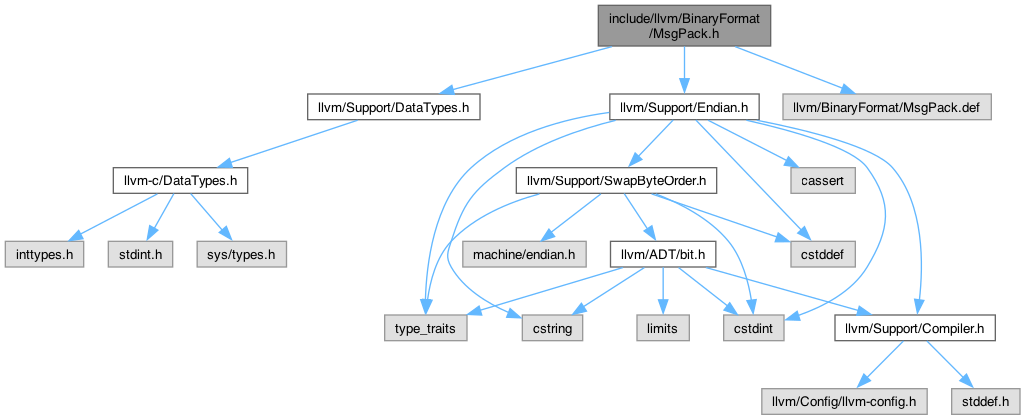 include/llvm/BinaryFormat
/MsgPack.h
llvm/Support/DataTypes.h
llvm/Support/Endian.h
llvm/BinaryFormat/MsgPack.def
llvm-c/DataTypes.h
llvm/Support/SwapByteOrder.h
cassert
inttypes.h
stdint.h
sys/types.h
machine/endian.h
llvm/ADT/bit.h
cstddef
type_traits
cstring
limits
cstdint
llvm/Support/Compiler.h
llvm/Config/llvm-config.h
stddef.h